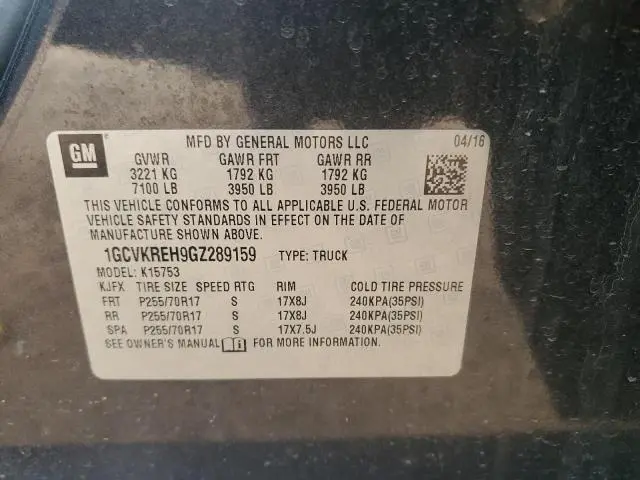 GM
MFD BY GENERAL MOTORS LLC 04/16
GVWR GAWR FRT GAWR RR
3221 KG 1792 KG 1792 KG
7100 LB 3950 LB 3950 LB
THIS VEHICLE CONFORMS TO ALL APPLICABLE U.S. FEDERAL MOTOR
VEHICLE SAFETY STANDARDS IN EFFECT ON THE DATE OF
MANUFACTURE SHOWN ABOVE.
1GCVKREH9GZ289159 TYPE: TRUCK
MODEL: K15753
KJFX TIRE SIZE SPEED RTG RIM COLD TIRE PRESSURE
FRT P255/70R17 S 17X8J 240KPA(35PSI)
RR P255/70R17 S 17X8J 240KPA(35PSI)
SPA P255/70R17 S 17X7.5J 240KPA(35PSI)
SEE OWNER'S MANUAL FOR MORE INFORMATION.